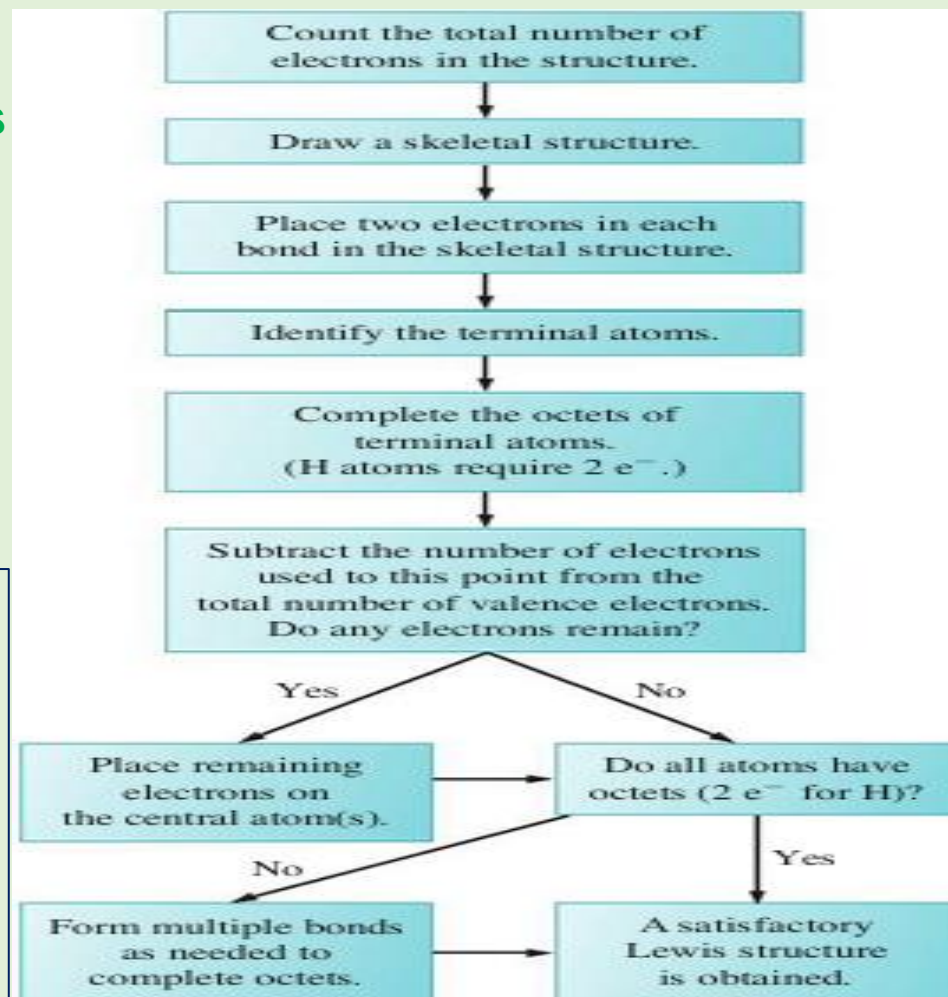 Count the total number of
electrons in the structure.
s
Draw a skeletal structure.
Place two electrons in each
bond in the skeletal structure.
Identify the terminal atoms.
Complete the octets of
terminal atoms.
(H atoms require 2 e⁻.)
Subtract the number of electrons
used to this point from the
total number of valence electrons.
Do any electrons remain?
Yes
No
Place remaining
electrons on
the central atom(s).
Do all atoms have
octets (2 e⁻ for H)?
No
Yes
Form multiple bonds
as needed to
complete octets.
A satisfactory
Lewis structure
is obtained.